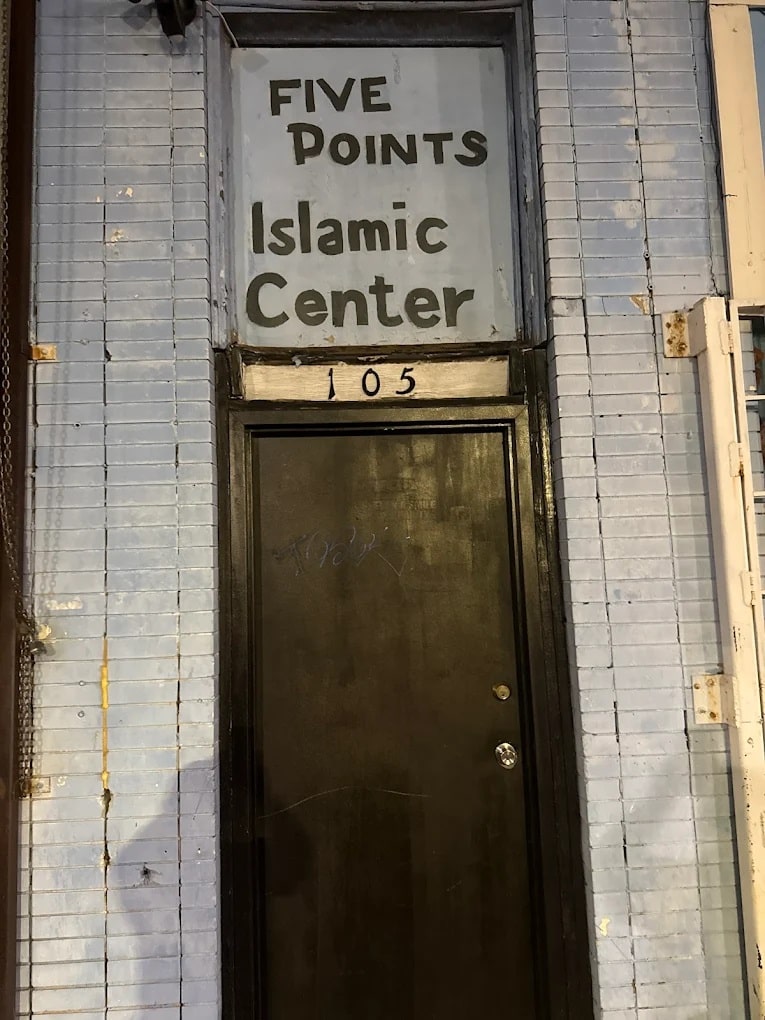 FIVE
POINTS
Islamic
Center
105